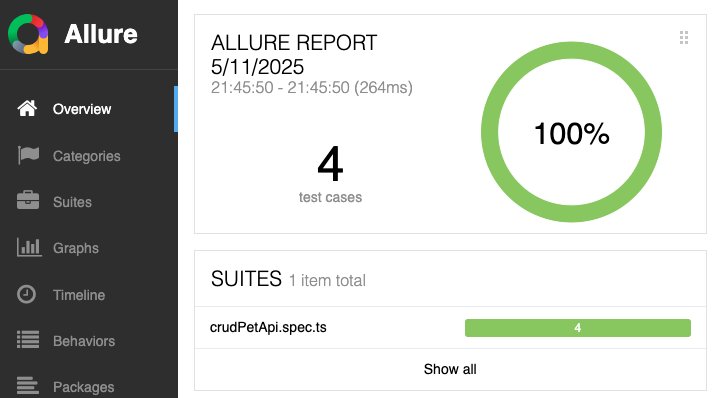 Allure
Overview
Categories
Suites
Graphs
Timeline
Behaviors
Packages
ALLURE REPORT
5/11/2025
21:45:50 - 21:45:50 (264ms)
4
test cases
100%
SUITES 1 item total
crudPetApi.spec.ts 4
Show all